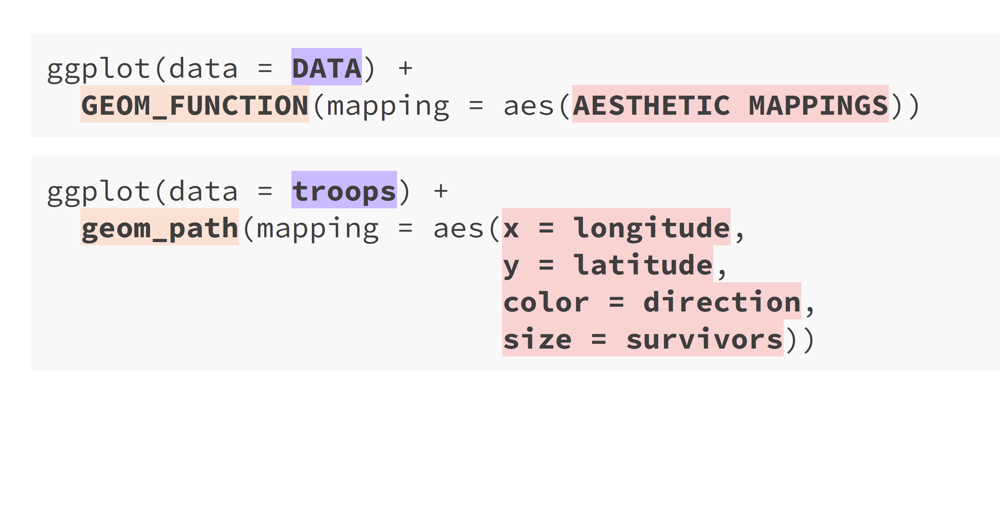 ggplot(data = DATA) +
  GEOM_FUNCTION(mapping = aes(AESTHETIC MAPPINGS))
ggplot(data = troops) +
  geom_path(mapping = aes(x = longitude,
                          y = latitude,
                          color = direction,
                          size = survivors))